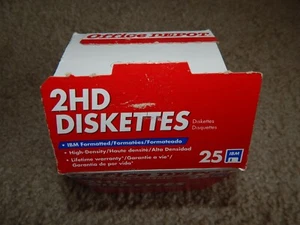 Office DEPOT
2HD
DISKETTES
Diskettes
Disquettes
• IBM Formatted/Formatées/Formateado
• High-Density/Haute densité/Alta Densidad
• Lifetime warranty*/Garantie à vie*/
Garantía de por vida*
25
IBM